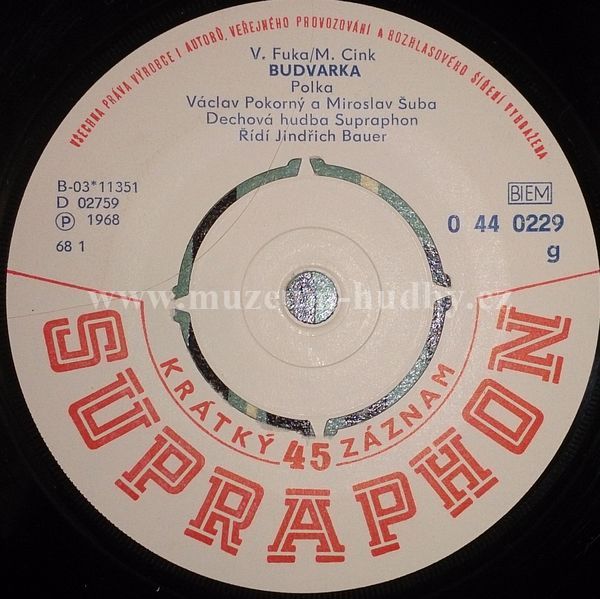 VŠECHNA PRÁVA VÝROBCE I AUTORŮ, VEŘEJNÉHO PROVOZOVÁNÍ A ROZHLASOVÉHO ŠÍŘENÍ VYHRAŽENA
V. Fuka/M. Cink
BUDVARKA
Polka
Václav Pokorný a Miroslav Šuba
Dechová hudba Supraphon
Řídí Jindřich Bauer
B-03*11351
D 02759
Ⓟ 1968
68 1
BIEM
0 44 0229
g
www.muzeum-hudby.cz
KRÁTKÝ 45 ZÁZNAM
SUPRAPHON